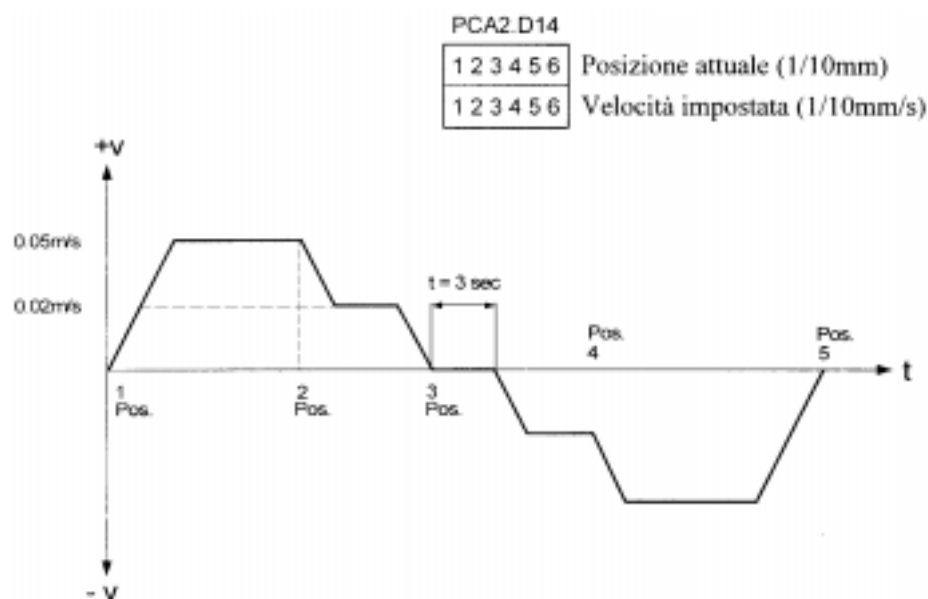 PCA2.D14
1 2 3 4 5 6 Posizione attuale (1/10mm)
1 2 3 4 5 6 Velocità impostata (1/10mm/s)
+v
0.05m/s
0.02m/s
t = 3 sec
Pos.
4
Pos.
5
t
1
Pos.
2
Pos.
3
Pos.
- v